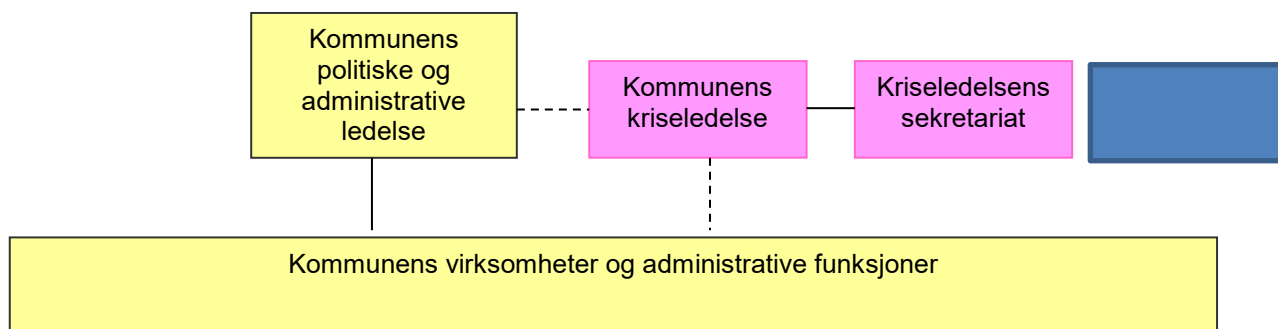 Kommunens
politiske og
administrative
ledelse
Kommunens
kriseledelse
Kriseledelsens
sekretariat
Kommunens virksomheter og administrative funksjoner